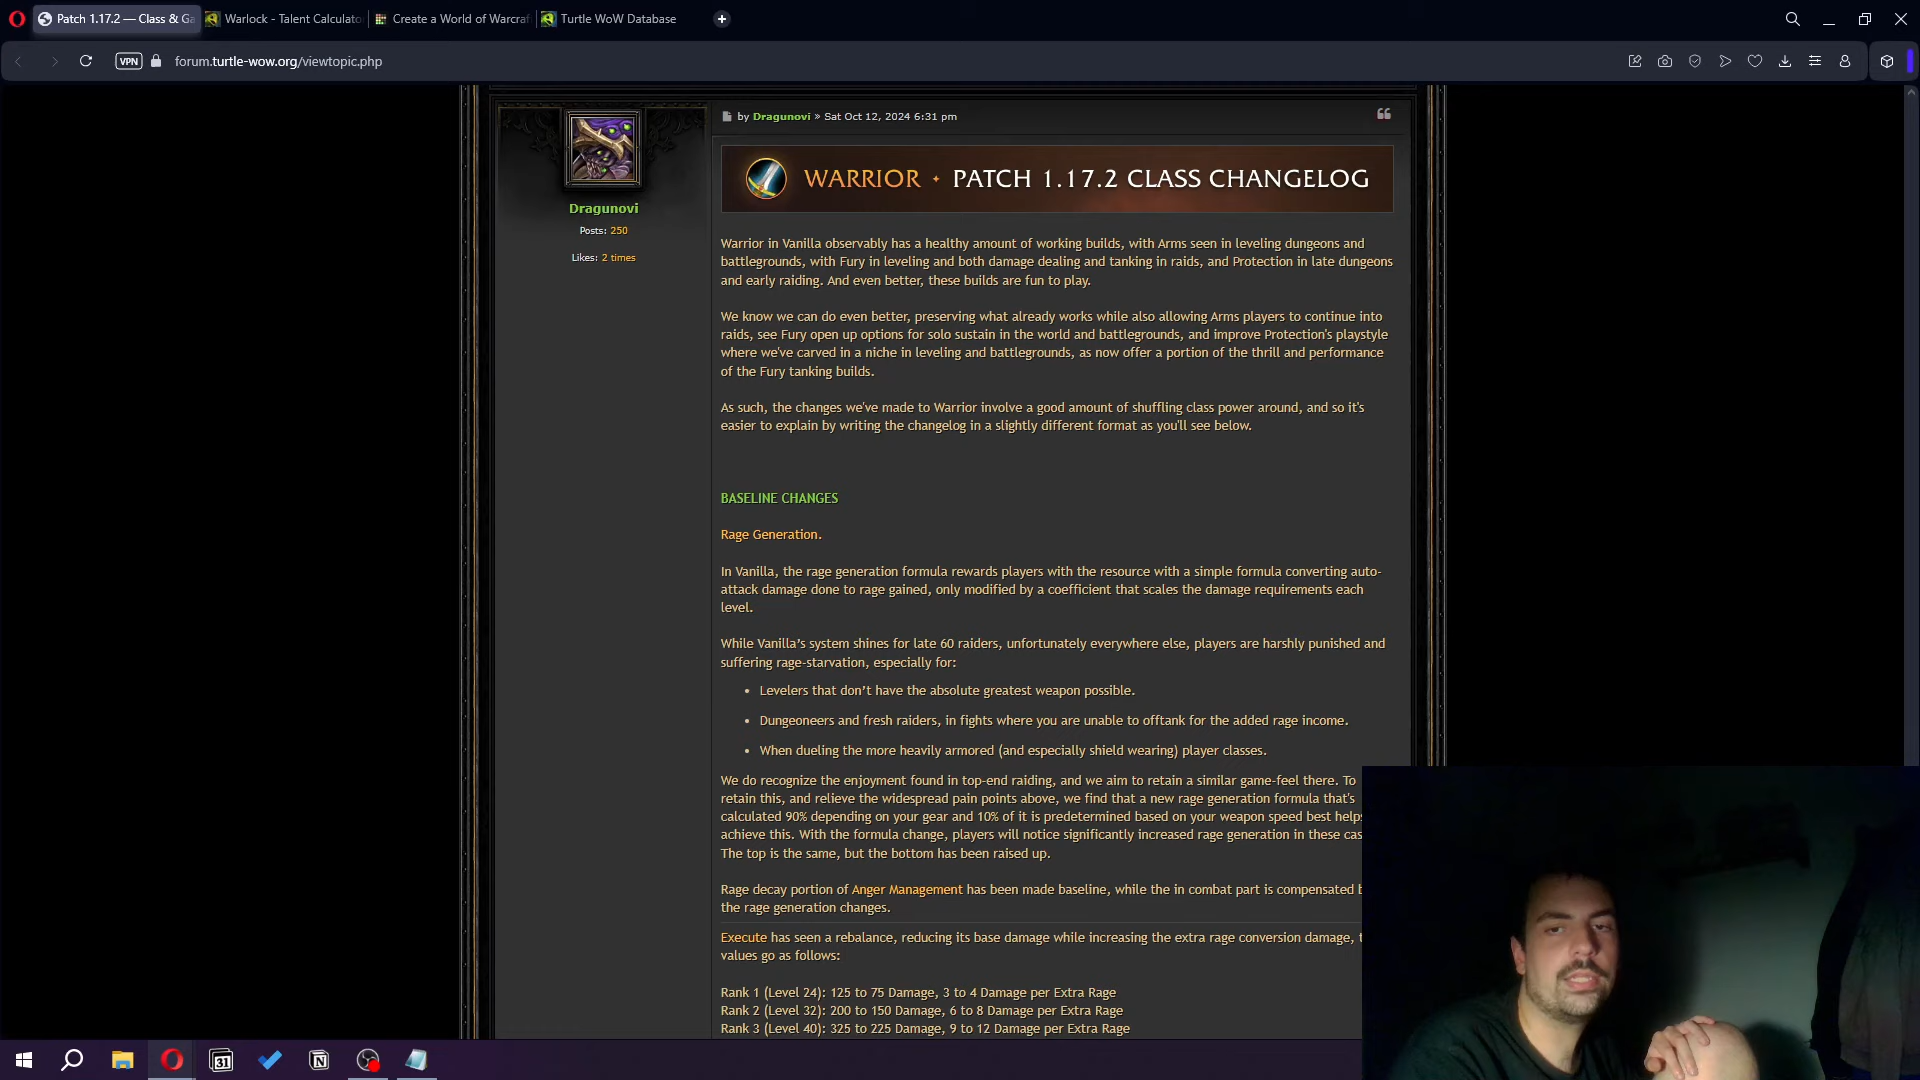 Patch 1.17.2 — Class & Ga
Warlock - Talent Calculato
Create a World of Warcraf
Turtle WoW Database
VPN
forum.turtle-wow.org/viewtopic.php
by Dragunovi » Sat Oct 12, 2024 6:31 pm
Dragunovi
Posts: 250
Likes: 2 times
WARRIOR • PATCH 1.17.2 CLASS CHANGELOG
Warrior in Vanilla observably has a healthy amount of working builds, with Arms seen in leveling dungeons and
battlegrounds, with Fury in leveling and both damage dealing and tanking in raids, and Protection in late dungeons
and early raiding. And even better, these builds are fun to play.
We know we can do even better, preserving what already works while also allowing Arms players to continue into
raids, see Fury open up options for solo sustain in the world and battlegrounds, and improve Protection's playstyle
where we've carved in a niche in leveling and battlegrounds, as now offer a portion of the thrill and performance
of the Fury tanking builds.
As such, the changes we've made to Warrior involve a good amount of shuffling class power around, and so it's
easier to explain by writing the changelog in a slightly different format as you'll see below.
BASELINE CHANGES
Rage Generation.
In Vanilla, the rage generation formula rewards players with the resource with a simple formula converting auto-
attack damage done to rage gained, only modified by a coefficient that scales the damage requirements each
level.
While Vanilla’s system shines for late 60 raiders, unfortunately everywhere else, players are harshly punished and
suffering rage-starvation, especially for:
• Levelers that don’t have the absolute greatest weapon possible.
• Dungeoneers and fresh raiders, in fights where you are unable to offtank for the added rage income.
• When dueling the more heavily armored (and especially shield wearing) player classes.
We do recognize the enjoyment found in top-end raiding, and we aim to retain a similar game-feel there. To
retain this, and relieve the widespread pain points above, we find that a new rage generation formula that's
calculated 90% depending on your gear and 10% of it is predetermined based on your weapon speed best helps
achieve this. With the formula change, players will notice significantly increased rage generation in these cas
The top is the same, but the bottom has been raised up.
Rage decay portion of Anger Management has been made baseline, while the in combat part is compensated b
the rage generation changes.
Execute has seen a rebalance, reducing its base damage while increasing the extra rage conversion damage, t
values go as follows:
Rank 1 (Level 24): 125 to 75 Damage, 3 to 4 Damage per Extra Rage
Rank 2 (Level 32): 200 to 150 Damage, 6 to 8 Damage per Extra Rage
Rank 3 (Level 40): 325 to 225 Damage, 9 to 12 Damage per Extra Rage
31